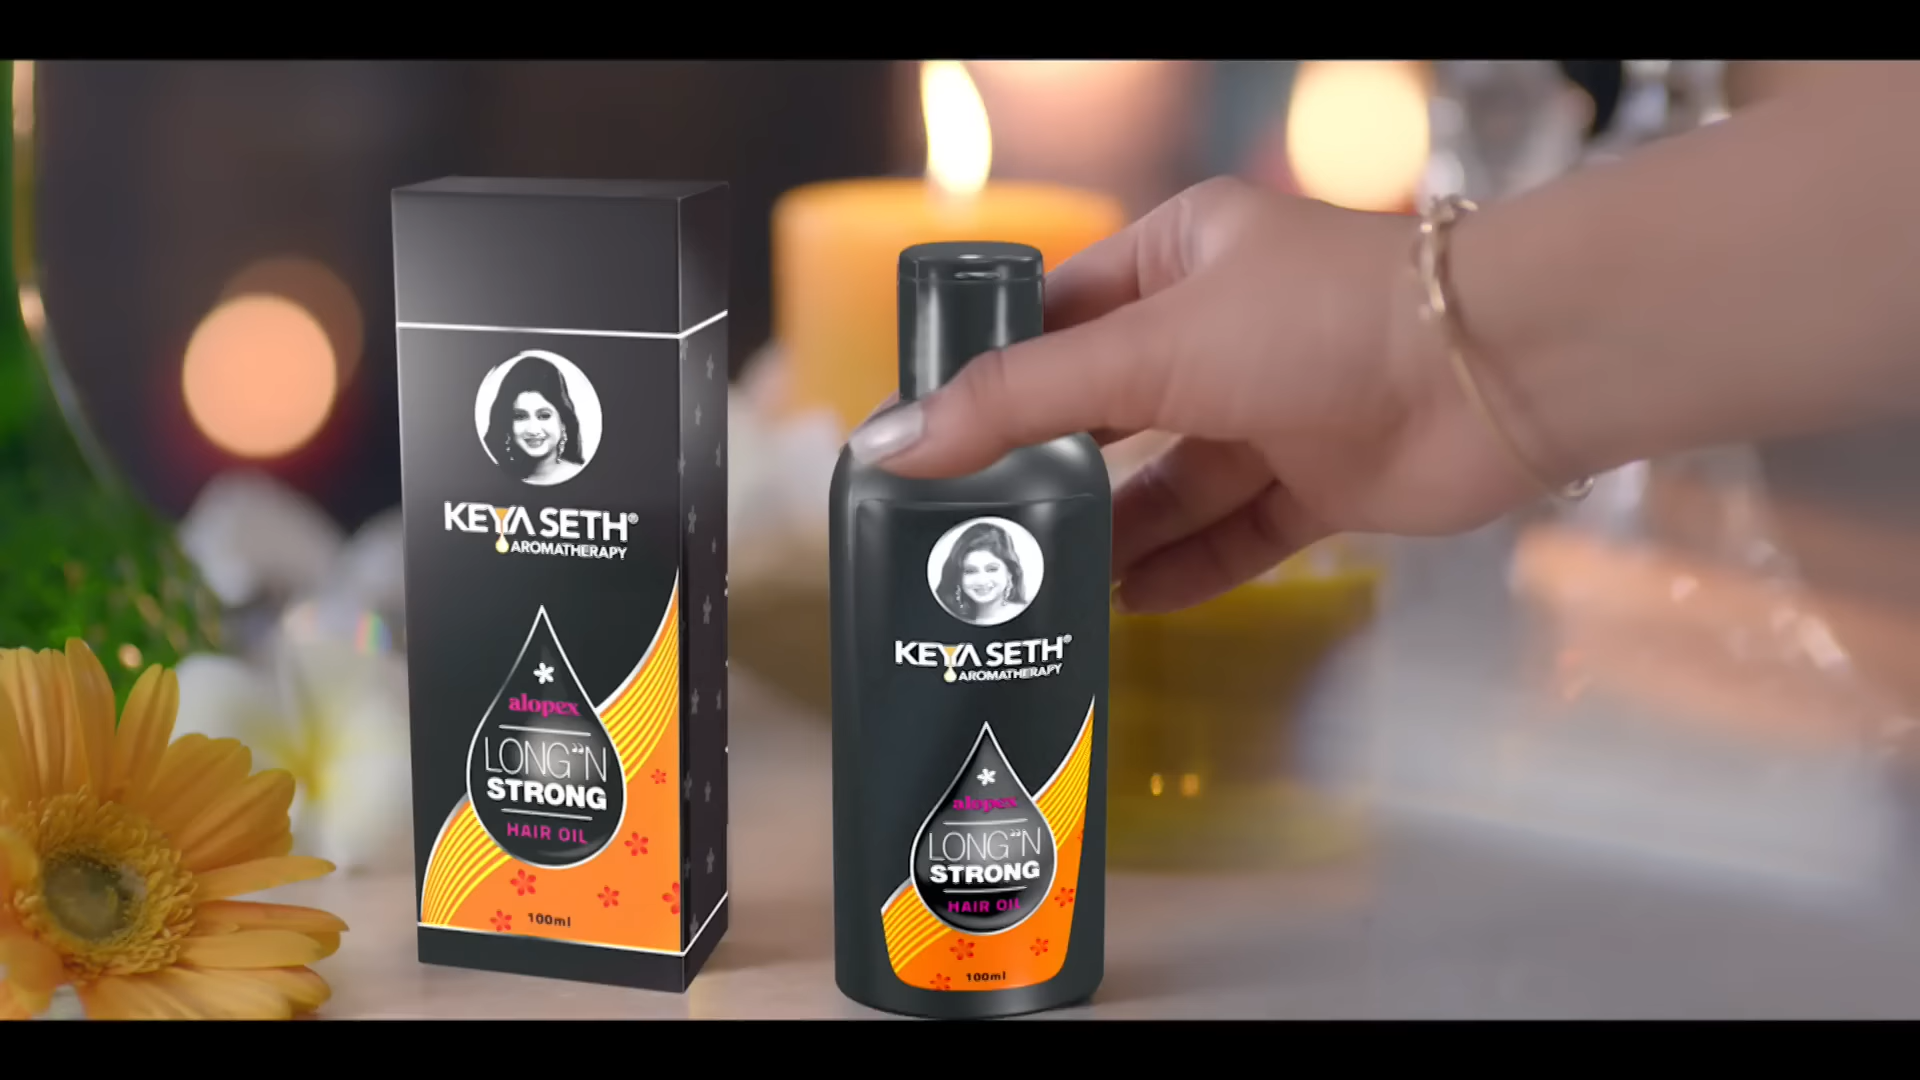 KEYA SETH®
AROMATHERAPY
alopex
LONG"N
STRONG
HAIR OIL
100ml
KEYA SETH®
AROMATHERAPY
alopex
LONG"N
STRONG
HAIR OIL
100ml